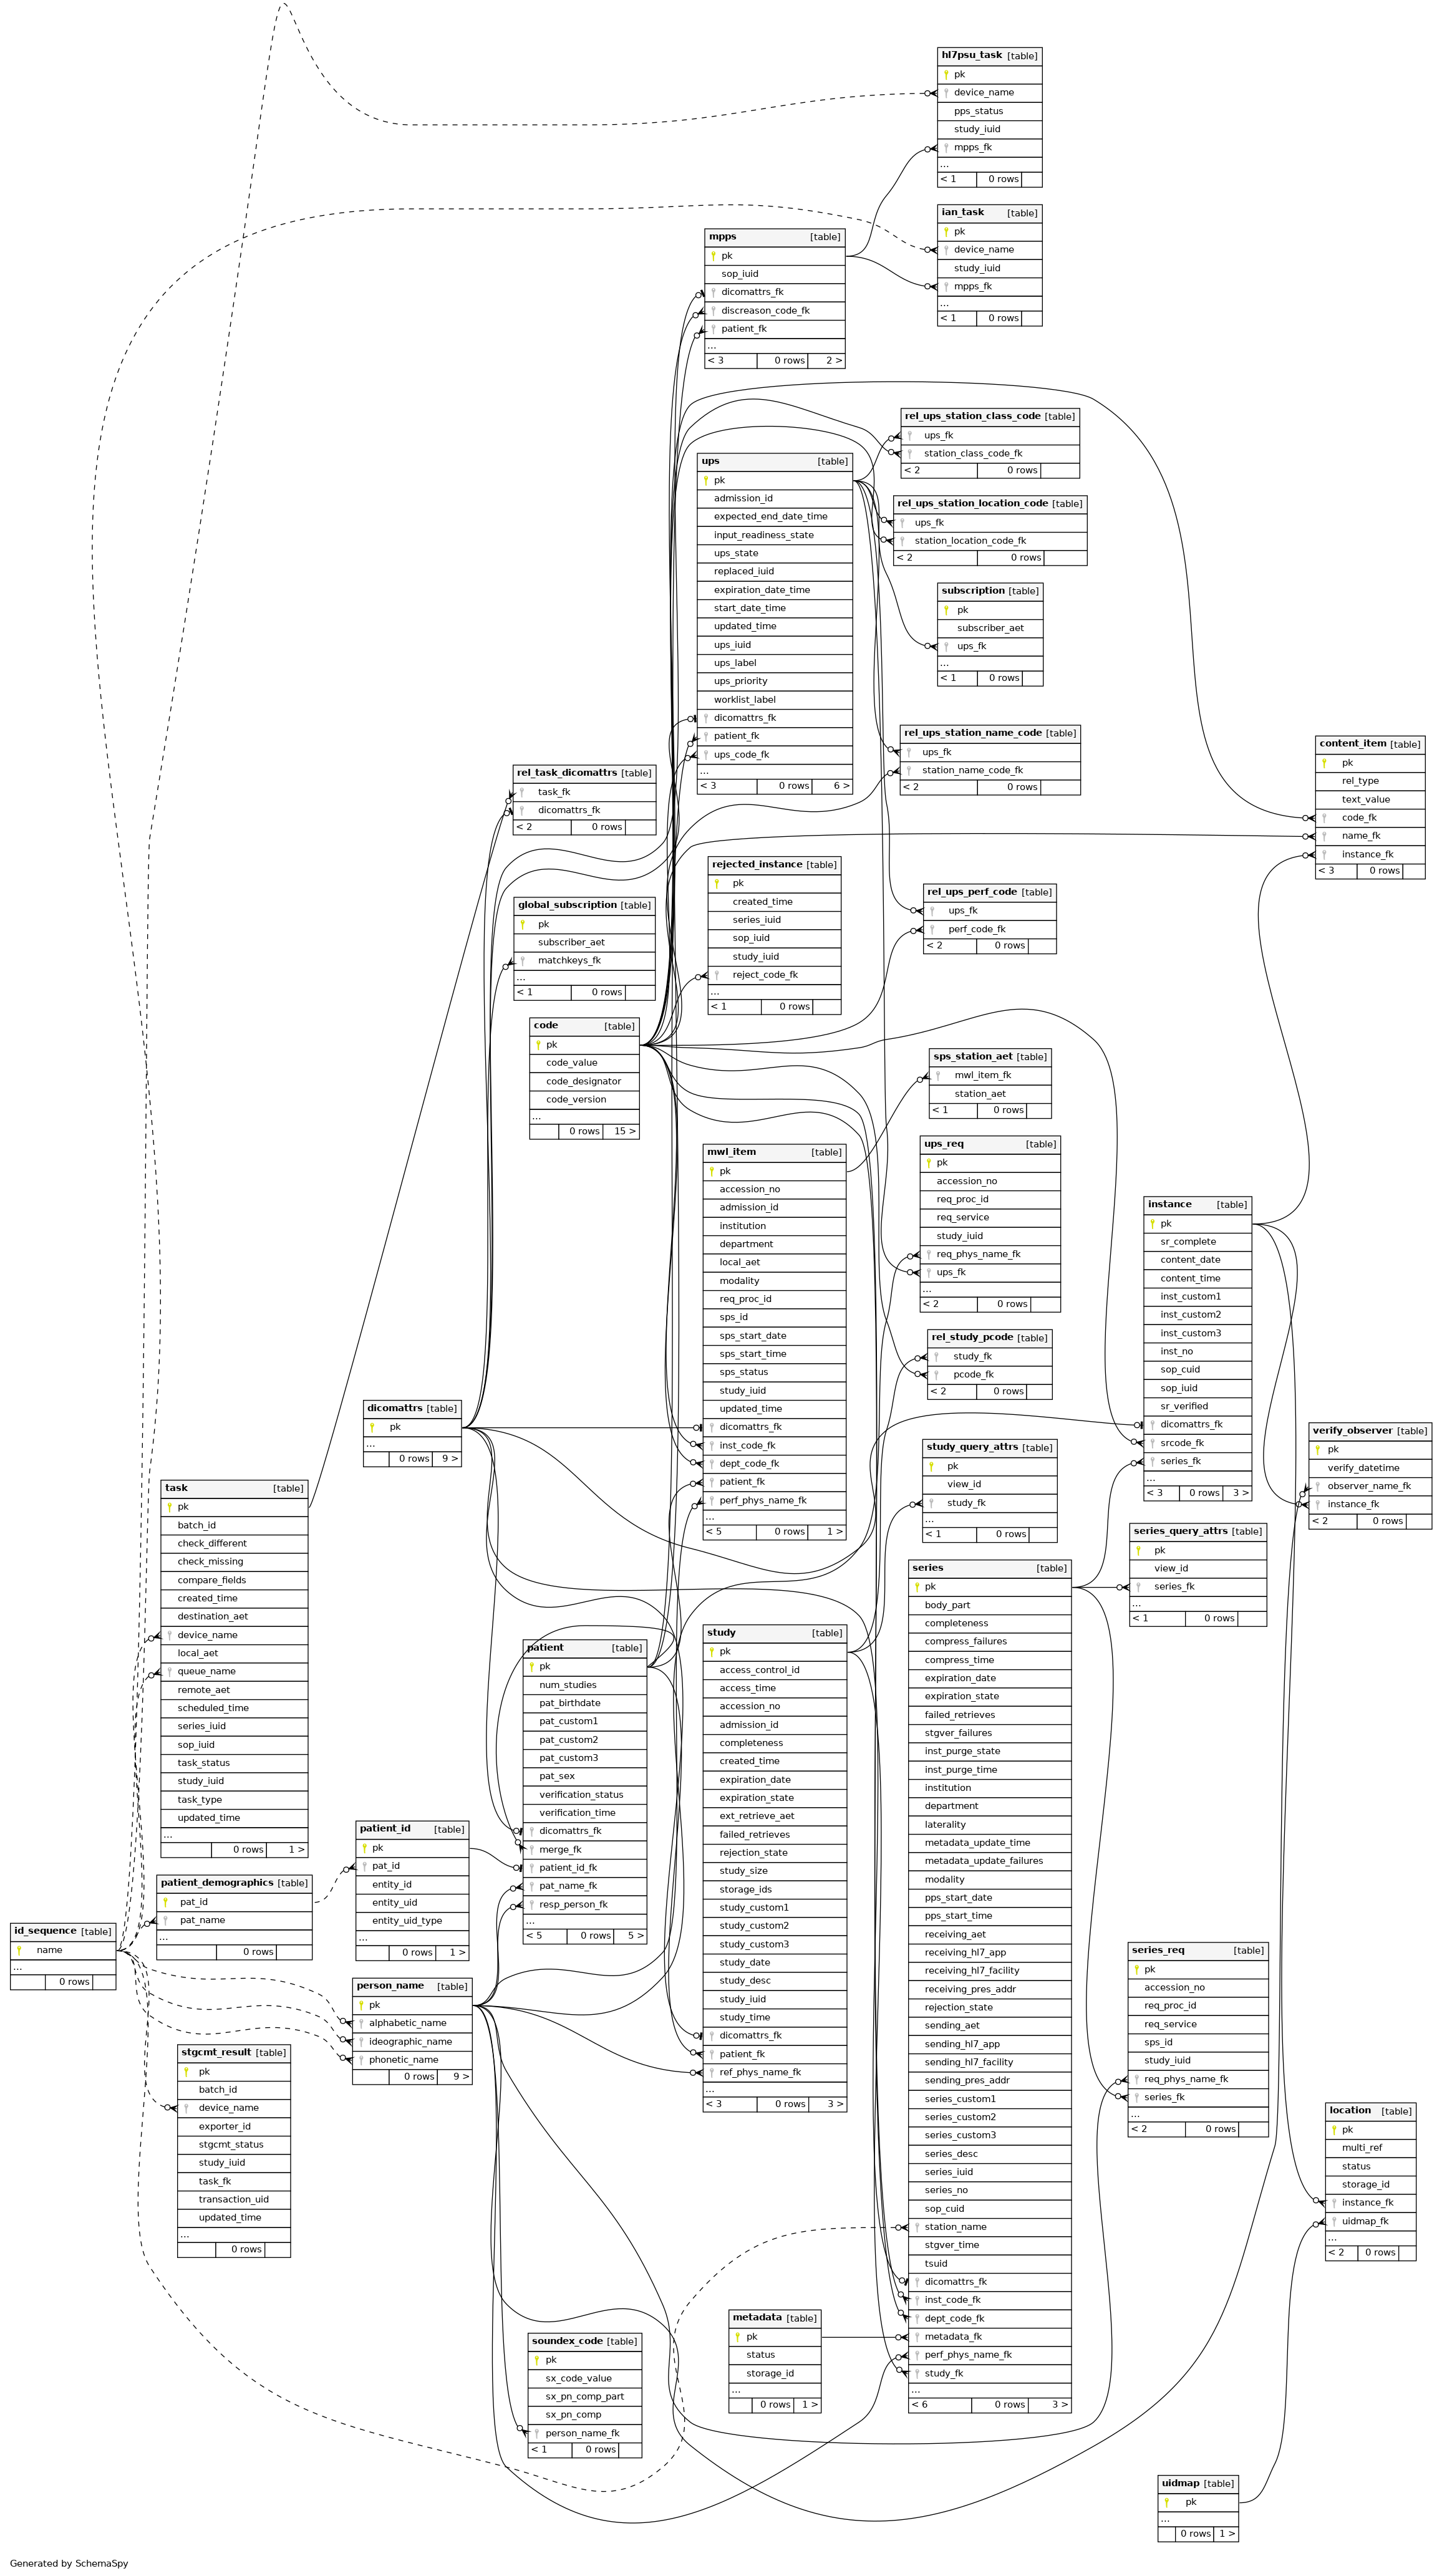 hl7psu_task [table]
pk
device_name
pps_status
study_iuid
mpps_fk
...
< 1 0 rows
ian_task [table]
pk
device_name
study_iuid
mpps_fk
...
< 1 0 rows
mpps [table]
pk
sop_iuid
dicomattrs_fk
discreason_code_fk
patient_fk
...
< 3 0 rows 2 >
rel_ups_station_class_code [table]
ups_fk
station_class_code_fk
< 2 0 rows
ups [table]
pk
admission_id
expected_end_date_time
input_readiness_state
ups_state
replaced_iuid
expiration_date_time
start_date_time
updated_time
ups_iuid
ups_label
ups_priority
worklist_label
dicomattrs_fk
patient_fk
ups_code_fk
...
< 3 0 rows 6 >
rel_ups_station_location_code [table]
ups_fk
station_location_code_fk
< 2 0 rows
subscription [table]
pk
subscriber_aet
ups_fk
...
< 1 0 rows
rel_ups_station_name_code [table]
ups_fk
station_name_code_fk
< 2 0 rows
content_item [table]
pk
rel_type
text_value
code_fk
name_fk
instance_fk
< 3 0 rows
rel_task_dicomattrs [table]
task_fk
dicomattrs_fk
< 2 0 rows
rejected_instance [table]
pk
created_time
series_iuid
sop_iuid
study_iuid
reject_code_fk
...
< 1 0 rows
rel_ups_perf_code [table]
ups_fk
perf_code_fk
< 2 0 rows
global_subscription [table]
pk
subscriber_aet
matchkeys_fk
...
< 1 0 rows
code [table]
pk
code_value
code_designator
code_version
...
0 rows 15 >
sps_station_aet [table]
mwl_item_fk
station_aet
< 1 0 rows
mwl_item [table]
pk
accession_no
admission_id
institution
department
local_aet
modality
req_proc_id
sps_id
sps_start_date
sps_start_time
sps_status
study_iuid
updated_time
dicomattrs_fk
inst_code_fk
dept_code_fk
patient_fk
perf_phys_name_fk
...
< 5 0 rows 1 >
ups_req [table]
pk
accession_no
req_proc_id
req_service
study_iuid
req_phys_name_fk
ups_fk
...
< 2 0 rows
instance [table]
pk
sr_complete
content_date
content_time
inst_custom1
inst_custom2
inst_custom3
inst_no
sop_cuid
sop_iuid
sr_verified
dicomattrs_fk
srcode_fk
series_fk
...
< 3 0 rows 3 >
rel_study_pcode [table]
study_fk
pcode_fk
< 2 0 rows
dicomattrs [table]
pk
...
0 rows 9 >
verify_observer [table]
pk
verify_datetime
observer_name_fk
instance_fk
< 2 0 rows
study_query_attrs [table]
pk
view_id
study_fk
...
< 1 0 rows
task [table]
pk
batch_id
check_different
check_missing
compare_fields
created_time
destination_aet
device_name
local_aet
queue_name
remote_aet
scheduled_time
series_iuid
sop_iuid
task_status
study_iuid
task_type
updated_time
...
0 rows 1 >
series_query_attrs [table]
pk
view_id
series_fk
...
< 1 0 rows
series [table]
pk
body_part
completeness
compress_failures
compress_time
expiration_date
expiration_state
failed_retrieves
stgver_failures
inst_purge_state
inst_purge_time
institution
department
laterality
metadata_update_time
metadata_update_failures
modality
pps_start_date
pps_start_time
receiving_aet
receiving_hl7_app
receiving_hl7_facility
receiving_pres_addr
rejection_state
sending_aet
sending_hl7_app
sending_hl7_facility
sending_pres_addr
series_custom1
series_custom2
series_custom3
series_desc
series_iuid
series_no
sop_cuid
station_name
stgver_time
tsuid
dicomattrs_fk
inst_code_fk
dept_code_fk
metadata_fk
perf_phys_name_fk
study_fk
...
< 6 0 rows 3 >
patient [table]
pk
num_studies
pat_birthdate
pat_custom1
pat_custom2
pat_custom3
pat_sex
verification_status
verification_time
dicomattrs_fk
merge_fk
patient_id_fk
pat_name_fk
resp_person_fk
...
< 5 0 rows 5 >
study [table]
pk
access_control_id
access_time
accession_no
admission_id
completeness
created_time
expiration_date
expiration_state
ext_retrieve_aet
failed_retrieves
rejection_state
study_size
storage_ids
study_custom1
study_custom2
study_custom3
study_date
study_desc
study_iuid
study_time
dicomattrs_fk
patient_fk
ref_phys_name_fk
...
< 3 0 rows 3 >
patient_id [table]
pk
pat_id
entity_id
entity_uid
entity_uid_type
...
0 rows 1 >
patient_demographics [table]
pat_id
pat_name
...
0 rows
id_sequence [table]
name
...
0 rows
person_name [table]
pk
alphabetic_name
ideographic_name
phonetic_name
0 rows 9 >
series_req [table]
pk
accession_no
req_proc_id
req_service
sps_id
study_iuid
req_phys_name_fk
series_fk
...
< 2 0 rows
stgcmt_result [table]
pk
batch_id
device_name
exporter_id
stgcmt_status
study_iuid
task_fk
transaction_uid
updated_time
...
0 rows
location [table]
pk
multi_ref
status
storage_id
instance_fk
uidmap_fk
...
< 2 0 rows
metadata [table]
pk
status
storage_id
...
0 rows 1 >
soundex_code [table]
pk
sx_code_value
sx_pn_comp_part
sx_pn_comp
person_name_fk
< 1 0 rows
uidmap [table]
pk
...
0 rows 1 >
Generated by SchemaSpy